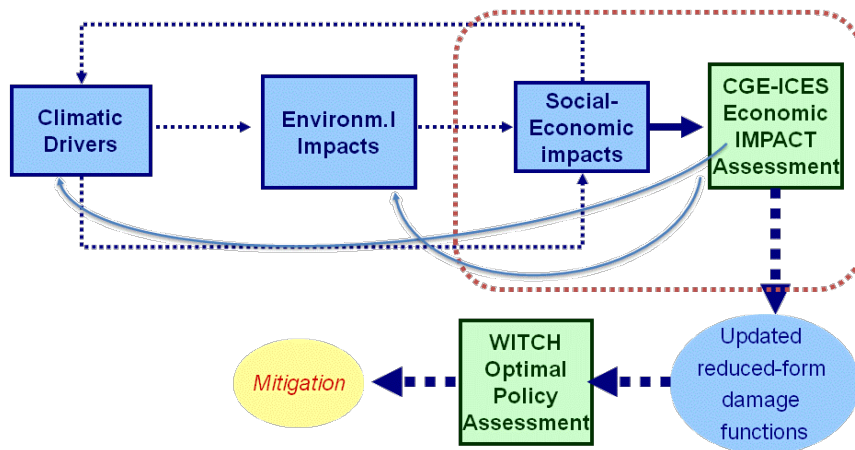 Climatic
Drivers
Environm.l
Impacts
Social-
Economic
impacts
CGE-ICES
Economic
IMPACT
Assessment
Mitigation
WITCH
Optimal
Policy
Assessment
Updated
reduced-form
damage
functions